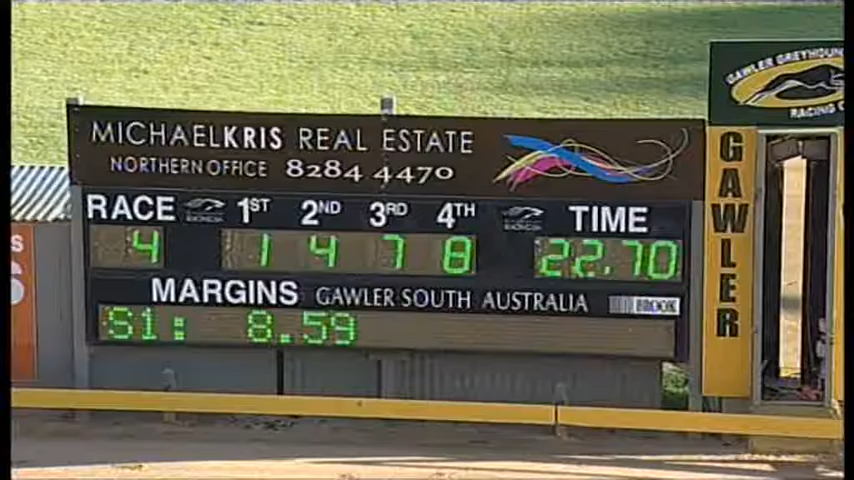 GAWLER GREYHOUND
RACING C
MICHAELKRIS REAL ESTATE
NORTHERN OFFICE 8284 4470
RACE 1ST 2ND 3RD 4TH TIME
4 1 4 7 8 22.70
MARGINS GAWLER SOUTH AUSTRALIA BROOK
S1: 8.59
GAWLER
S
S